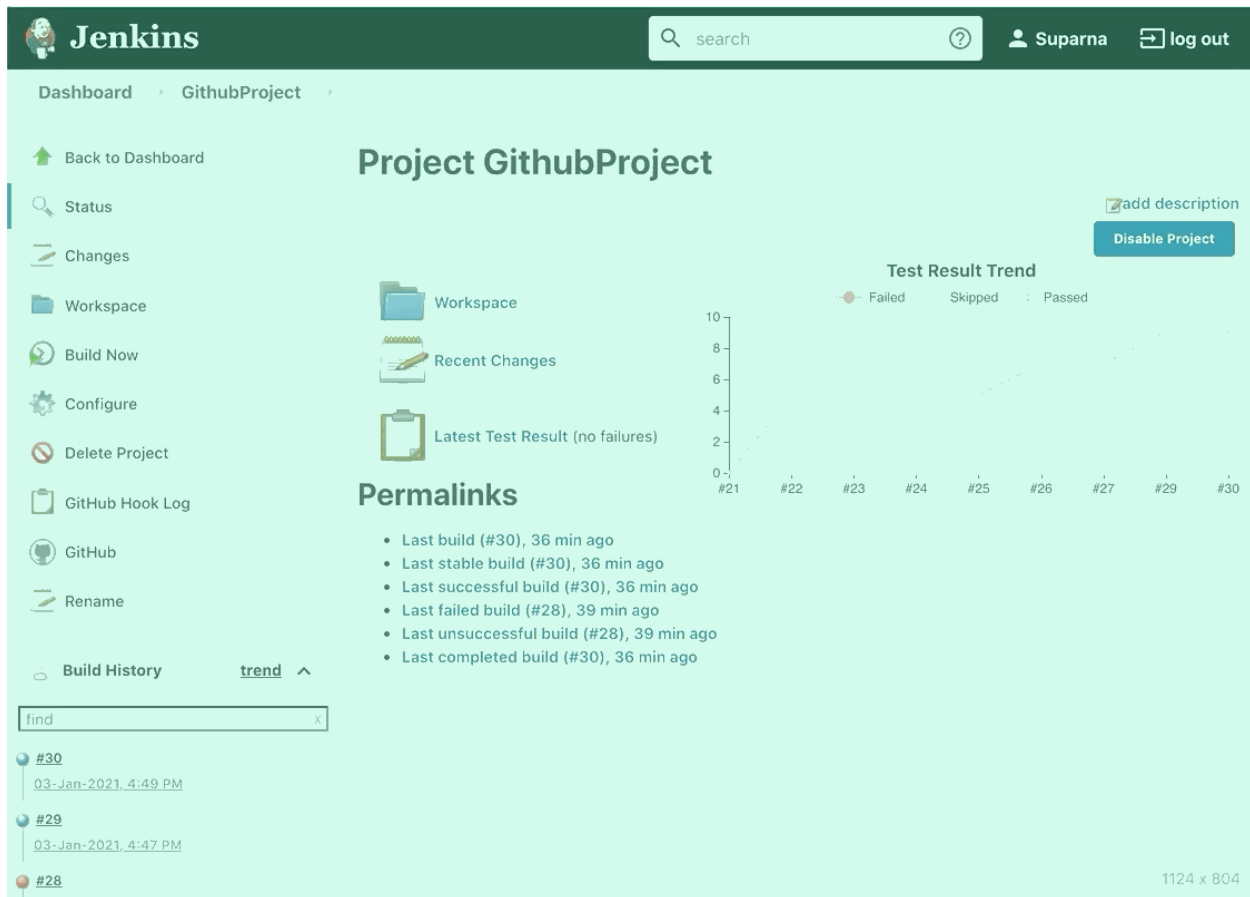 Jenkins
search
Suparna
log out
Dashboard
GithubProject
Back to Dashboard
Status
Changes
Workspace
Build Now
Configure
Delete Project
GitHub Hook Log
GitHub
Rename
Build History
trend
find
x
#30
03-Jan-2021, 4:49 PM
#29
03-Jan-2021, 4:47 PM
#28
Project GithubProject
add description
Disable Project
Workspace
Recent Changes
Latest Test Result (no failures)
Test Result Trend
Failed Skipped Passed
10
8
6
4
2
0
#21 #22 #23 #24 #25 #26 #27 #29 #30
Permalinks
Last build (#30), 36 min ago
Last stable build (#30), 36 min ago
Last successful build (#30), 36 min ago
Last failed build (#28), 39 min ago
Last unsuccessful build (#28), 39 min ago
Last completed build (#30), 36 min ago
1124 x 804